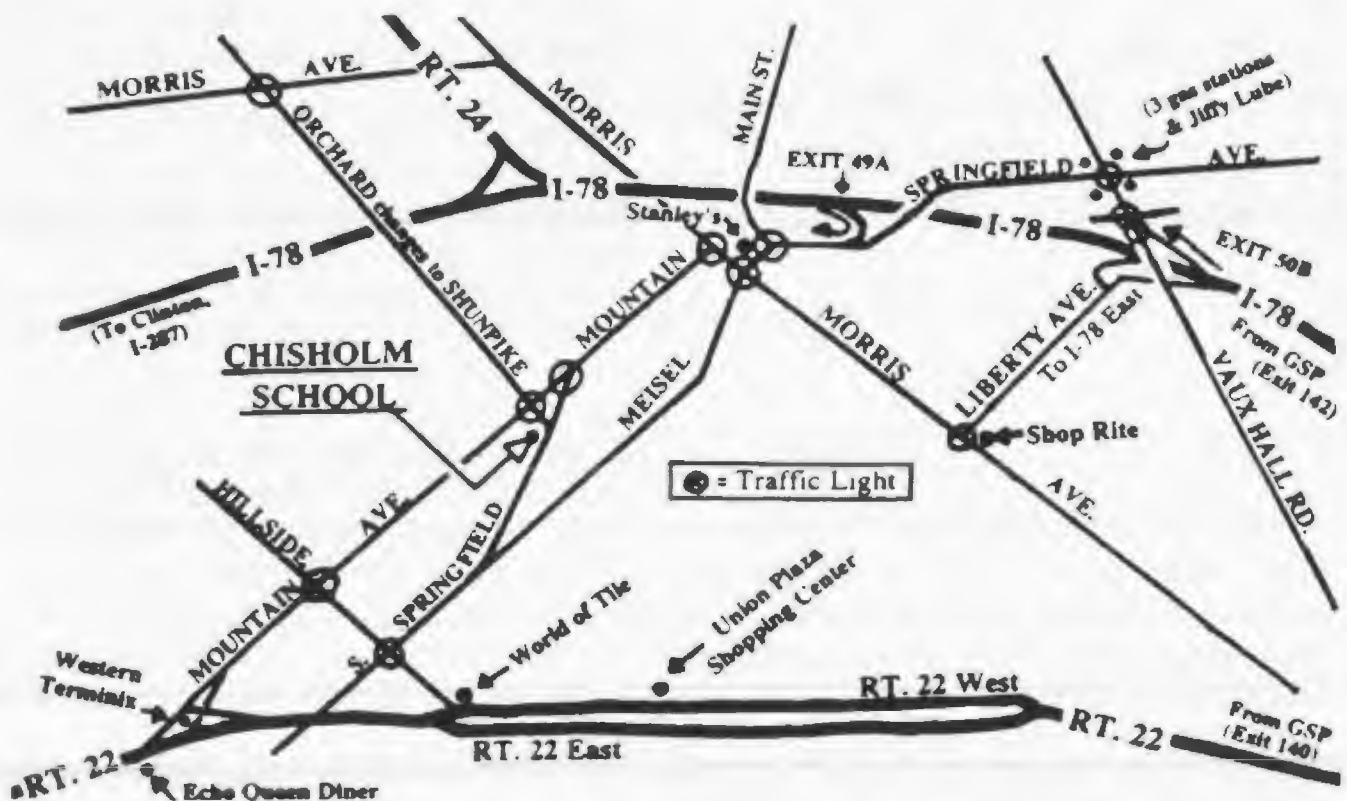 MORRIS AVE.
RT. 24
MORRIS
MAIN ST.
(3 gas stations
& Jiffy Lube)
EXIT 49A
SPRINGFIELD AVE.
ORCHARD changes to SHUNPIKE
I-78
Stanley's
I-78
I-78
EXIT 50B
I-78
(To Clinton,
I-287)
MOUNTAIN
From GSP
(Exit 142)
CHISHOLM
SCHOOL
MEISEL
MORRIS
LIBERTY AVE.
To I-78 East
VAUX HALL RD.
Shop Rite
= Traffic Light
AVE.
HILLSIDE
AVE.
MOUNTAIN
S. SPRINGFIELD
World of Tile
Union Plaza
Shopping Center
Western
Terminix
RT. 22 West
RT. 22 East
RT. 22
From GSP
(Exit 140)
RT. 22
Echo Queen Diner